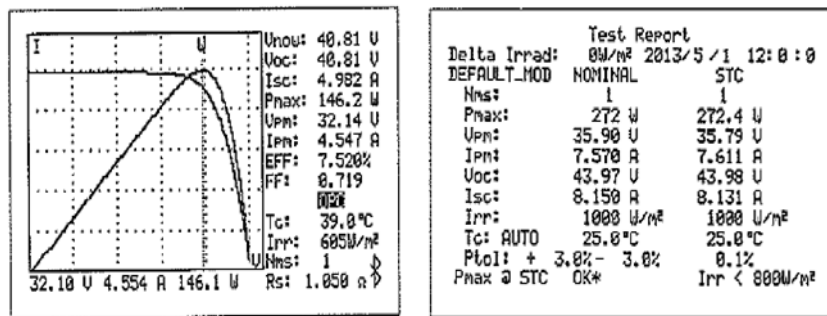 I
W
Vnow: 40.81 V
Voc: 40.81 V
Isc: 4.982 A
Pmax: 146.2 W
Vpm: 32.14 V
Ipm: 4.547 A
EFF: 7.520%
FF: 0.719
OPC
Tc: 39.0°C
Irr: 605W/m²
Nms: 1
V
32.10 V 4.554 A 146.1 W Rs: 1.050 Ω
Test Report
Delta Irrad: 0W/m² 2013/5/1 12:0:0
DEFAULT_MOD NOMINAL STC
Nms: 1 1
Pmax: 272 W 272.4 W
Vpm: 35.90 V 35.79 V
Ipm: 7.570 A 7.611 A
Voc: 43.97 V 43.98 V
Isc: 8.150 A 8.131 A
Irr: 1000 W/m² 1000 W/m²
Tc: AUTO 25.0°C 25.0°C
Ptol: + 3.0%- 3.0% 0.1%
Pmax @ STC OK* Irr < 800W/m²